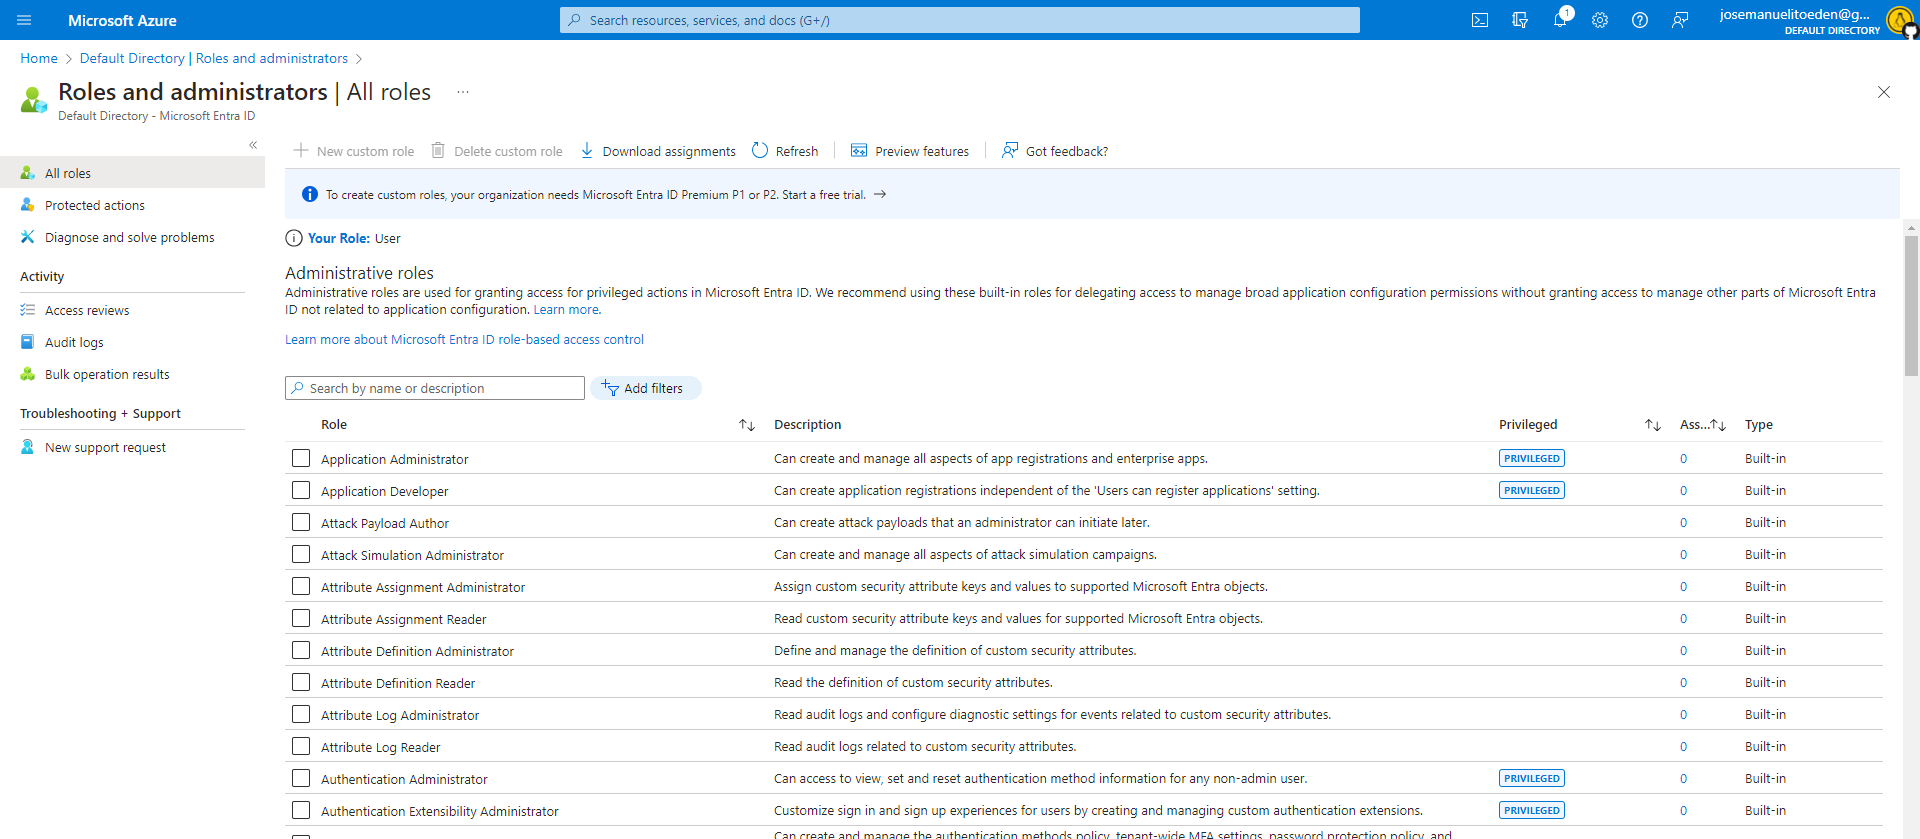 Microsoft Azure
Search resources, services, and docs (G+/)
1
josemanuelitoeden@g...
DEFAULT DIRECTORY
Home > Default Directory | Roles and administrators >
Roles and administrators | All roles ...
Default Directory - Microsoft Entra ID
All roles
Protected actions
Diagnose and solve problems
Activity
Access reviews
Audit logs
Bulk operation results
Troubleshooting + Support
New support request
New custom role Delete custom role Download assignments Refresh Preview features Got feedback?
To create custom roles, your organization needs Microsoft Entra ID Premium P1 or P2. Start a free trial. →
Your Role: User
Administrative roles
Administrative roles are used for granting access for privileged actions in Microsoft Entra ID. We recommend using these built-in roles for delegating access to manage broad application configuration permissions without granting access to manage other parts of Microsoft Entra
ID not related to application configuration. Learn more.
Learn more about Microsoft Entra ID role-based access control
Search by name or description Add filters
Role Description Privileged Ass... Type
Application Administrator Can create and manage all aspects of app registrations and enterprise apps. PRIVILEGED 0 Built-in
Application Developer Can create application registrations independent of the 'Users can register applications' setting. PRIVILEGED 0 Built-in
Attack Payload Author Can create attack payloads that an administrator can initiate later. 0 Built-in
Attack Simulation Administrator Can create and manage all aspects of attack simulation campaigns. 0 Built-in
Attribute Assignment Administrator Assign custom security attribute keys and values to supported Microsoft Entra objects. 0 Built-in
Attribute Assignment Reader Read custom security attribute keys and values for supported Microsoft Entra objects. 0 Built-in
Attribute Definition Administrator Define and manage the definition of custom security attributes. 0 Built-in
Attribute Definition Reader Read the definition of custom security attributes. 0 Built-in
Attribute Log Administrator Read audit logs and configure diagnostic settings for events related to custom security attributes. 0 Built-in
Attribute Log Reader Read audit logs related to custom security attributes. 0 Built-in
Authentication Administrator Can access to view, set and reset authentication method information for any non-admin user. PRIVILEGED 0 Built-in
Authentication Extensibility Administrator Customize sign in and sign up experiences for users by creating and managing custom authentication extensions. PRIVILEGED 0 Built-in
Can create and manage the authentication methods policy, tenant-wide MFA settings, password protection policy, and